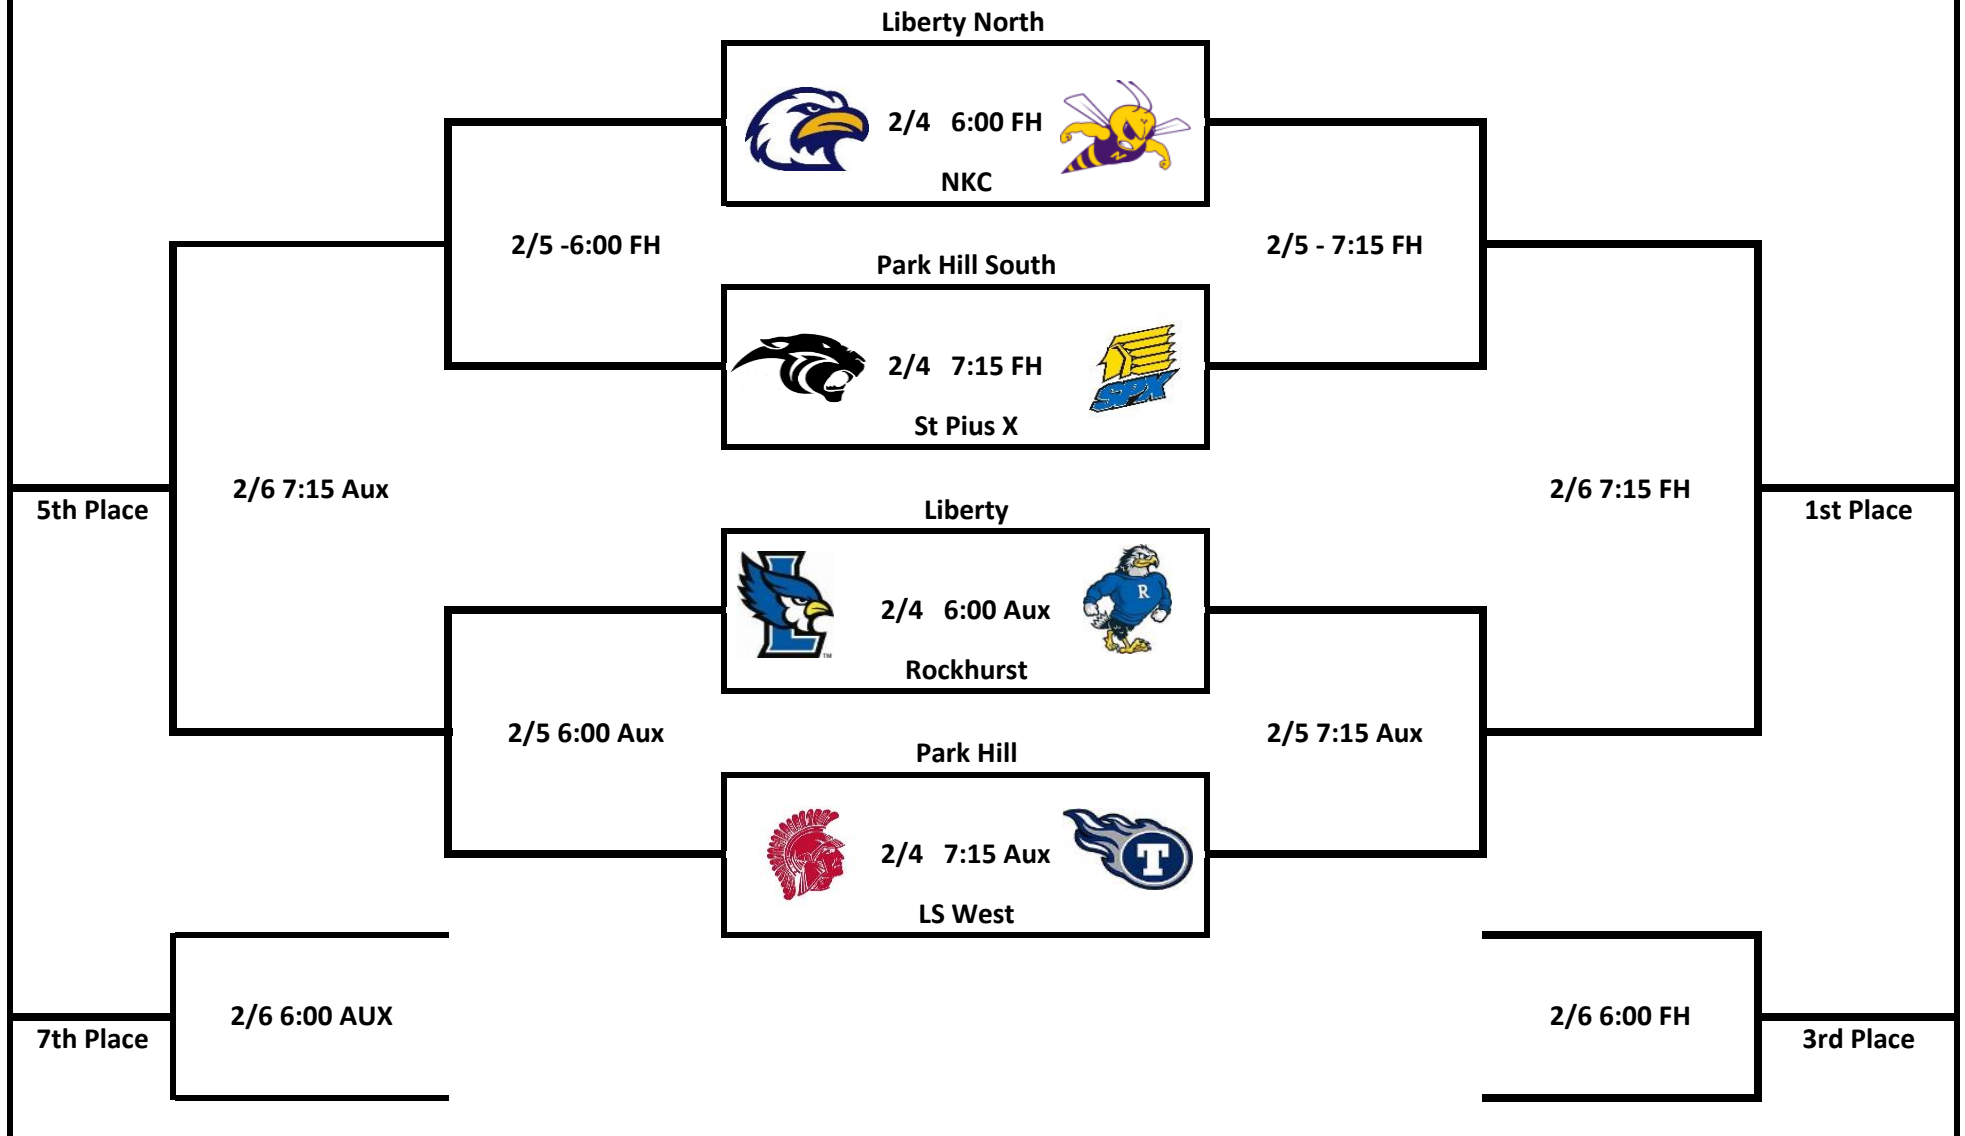 Liberty North
2/4 6:00 FH
NKC
2/5 -6:00 FH
2/5 - 7:15 FH
Park Hill South
2/4 7:15 FH
SPX
St Pius X
2/6 7:15 Aux
2/6 7:15 FH
5th Place
Liberty
1st Place
L
TM
2/4 6:00 Aux
R
Rockhurst
2/5 6:00 Aux
2/5 7:15 Aux
Park Hill
2/4 7:15 Aux
T
LS West
2/6 6:00 AUX
2/6 6:00 FH
7th Place
3rd Place